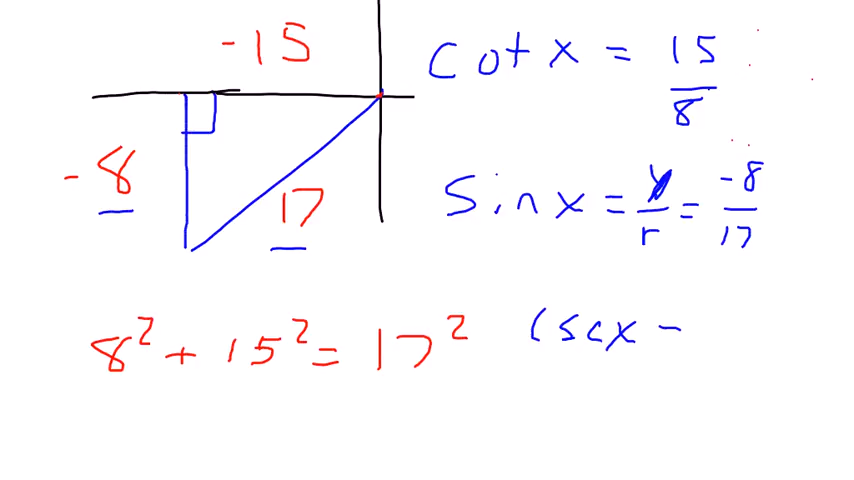 -15
cot x = 15/8
-8
17
sin x = y/r = -8/17
8² + 15² = 17²
csc x -